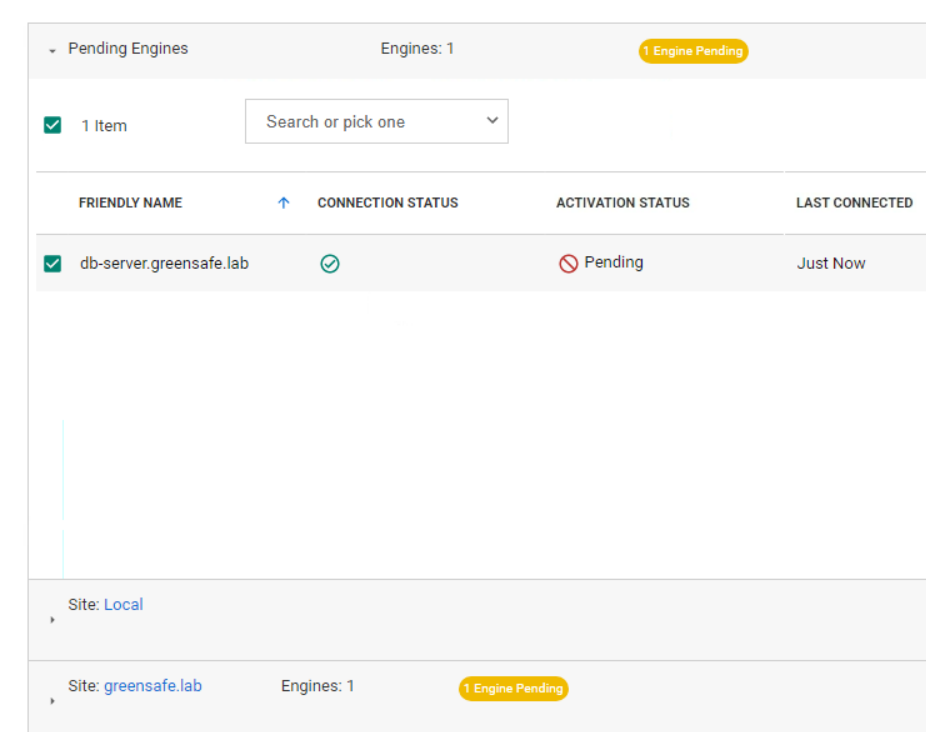 Pending Engines Engines: 1 1 Engine Pending
1 Item Search or pick one
FRIENDLY NAME CONNECTION STATUS ACTIVATION STATUS LAST CONNECTED
db-server.greensafe.lab Pending Just Now
Site: Local
Site: greensafe.lab Engines: 1 1 Engine Pending